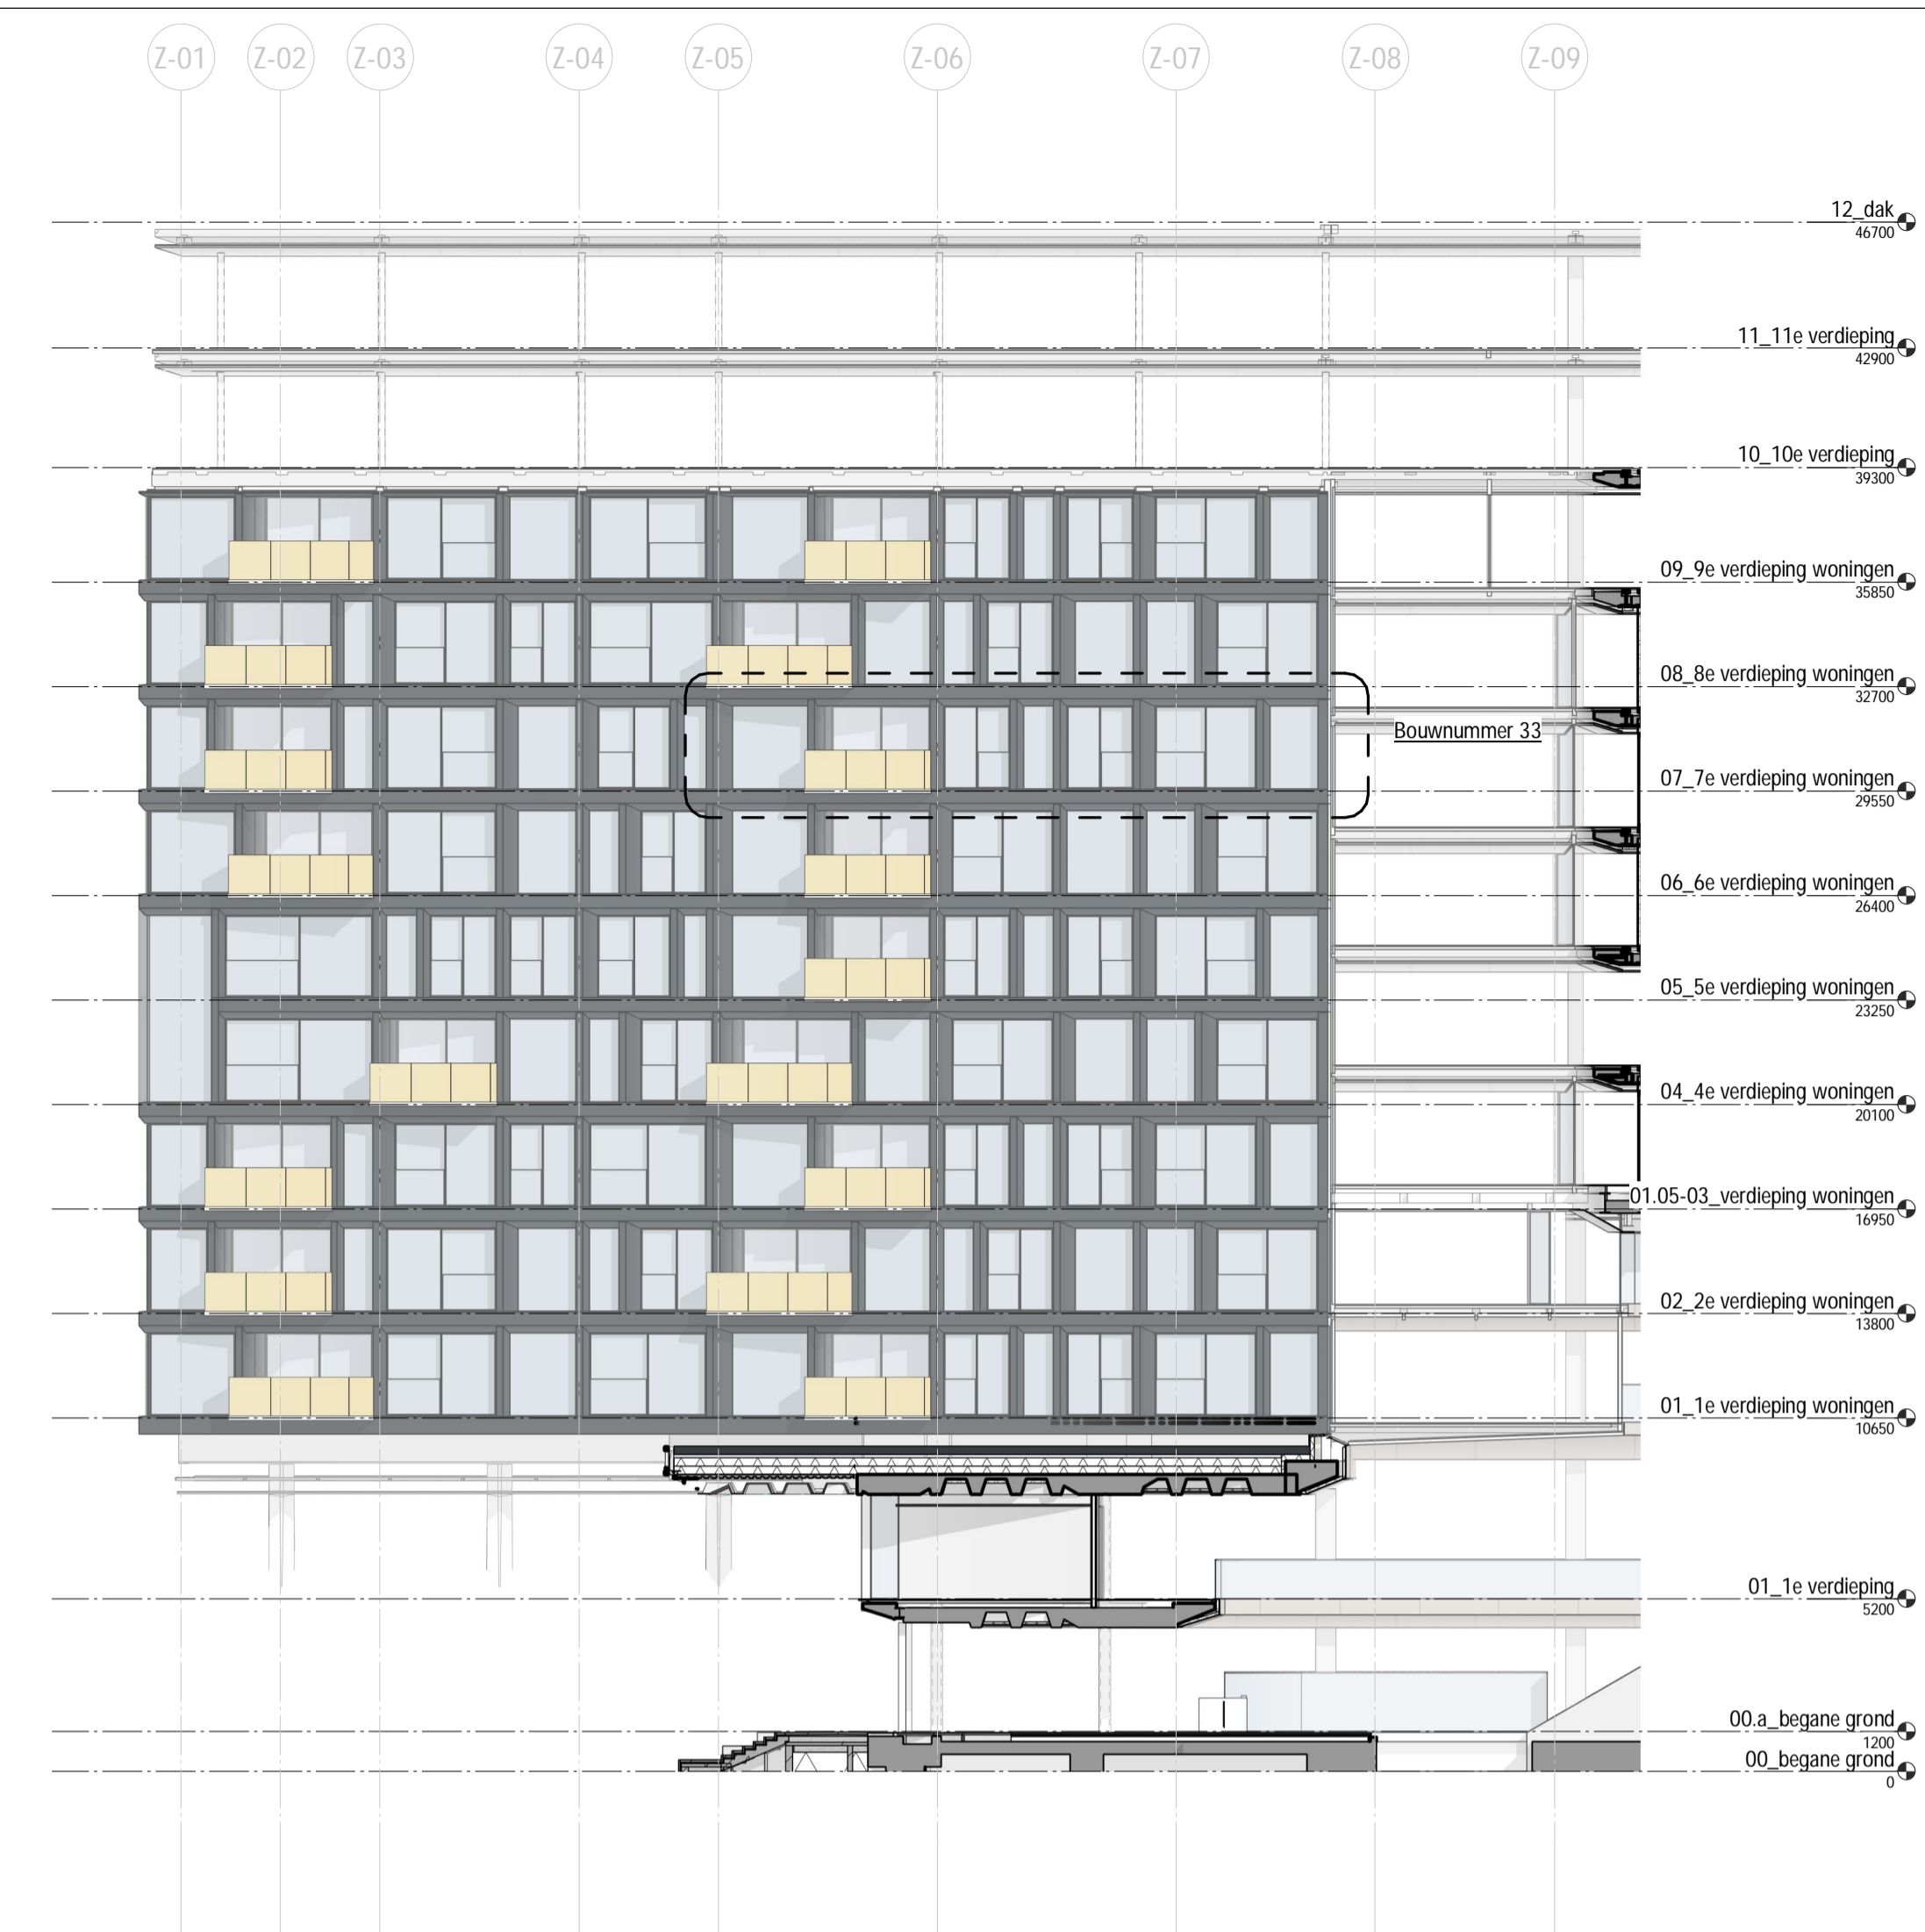 Z-01 Z-02 Z-03 Z-04 Z-05 Z-06 Z-07 Z-08 Z-09
12_dak
46700
11_11e verdieping
42900
10_10e verdieping
39300
09_9e verdieping woningen
35850
08_8e verdieping woningen
32700
Bouwnummer 33
07_7e verdieping woningen
29550
06_6e verdieping woningen
26400
05_5e verdieping woningen
23250
04_4e verdieping woningen
20100
01.05-03_verdieping woningen
16950
02_2e verdieping woningen
13800
01_1e verdieping woningen
10650
01_1e verdieping
5200
00.a_begane grond
1200
00_begane grond
0